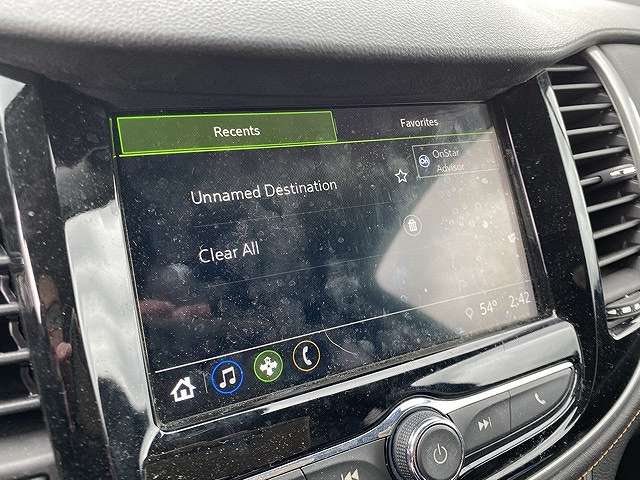 Recents
Favorites
Unnamed Destination
OnStar
Advisor
Clear All
54°
2:42